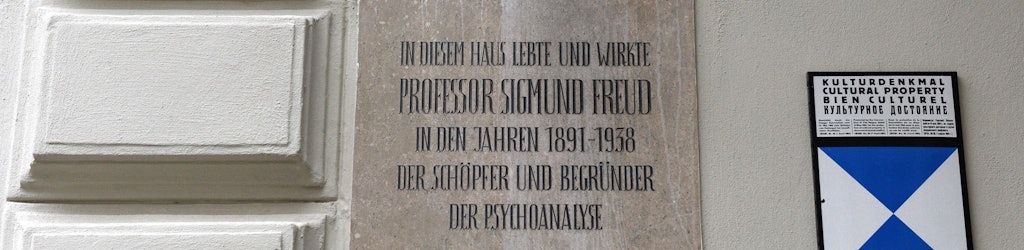 IN DIESEM HAUS LEBTE UND WIRKTE
PROFESSOR SIGMUND FREUD
IN DEN JAHREN 1891-1938
DER SCHÖPFER UND BEGRÜNDER
DER PSYCHOANALYSE
KULTURDENKMAL
CULTURAL PROPERTY
BIEN CULTUREL
КУЛЬТУРНОЕ ДОСТОЯНИЕ